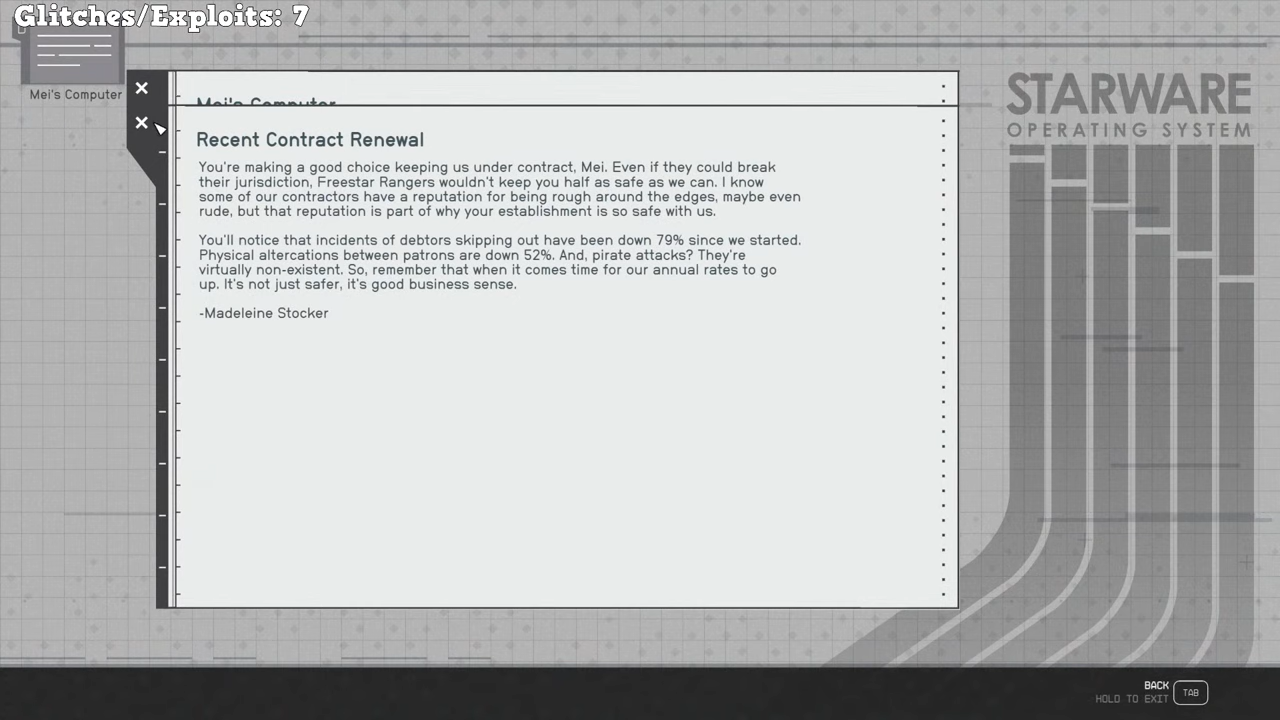 Glitches/Exploits: 7
Mei's Computer
Mei's Computer
STARWARE
OPERATING SYSTEM
Recent Contract Renewal
You're making a good choice keeping us under contract, Mei. Even if they could break
their jurisdiction, Freestar Rangers wouldn't keep you half as safe as we can. I know
some of our contractors have a reputation for being rough around the edges, maybe even
rude, but that reputation is part of why your establishment is so safe with us.
You'll notice that incidents of debtors skipping out have been down 79% since we started.
Physical altercations between patrons are down 52%. And, pirate attacks? They're
virtually non-existent. So, remember that when it comes time for our annual rates to go
up. It's not just safer, it's good business sense.
-Madeleine Stocker
BACK
HOLD TO EXIT
TAB